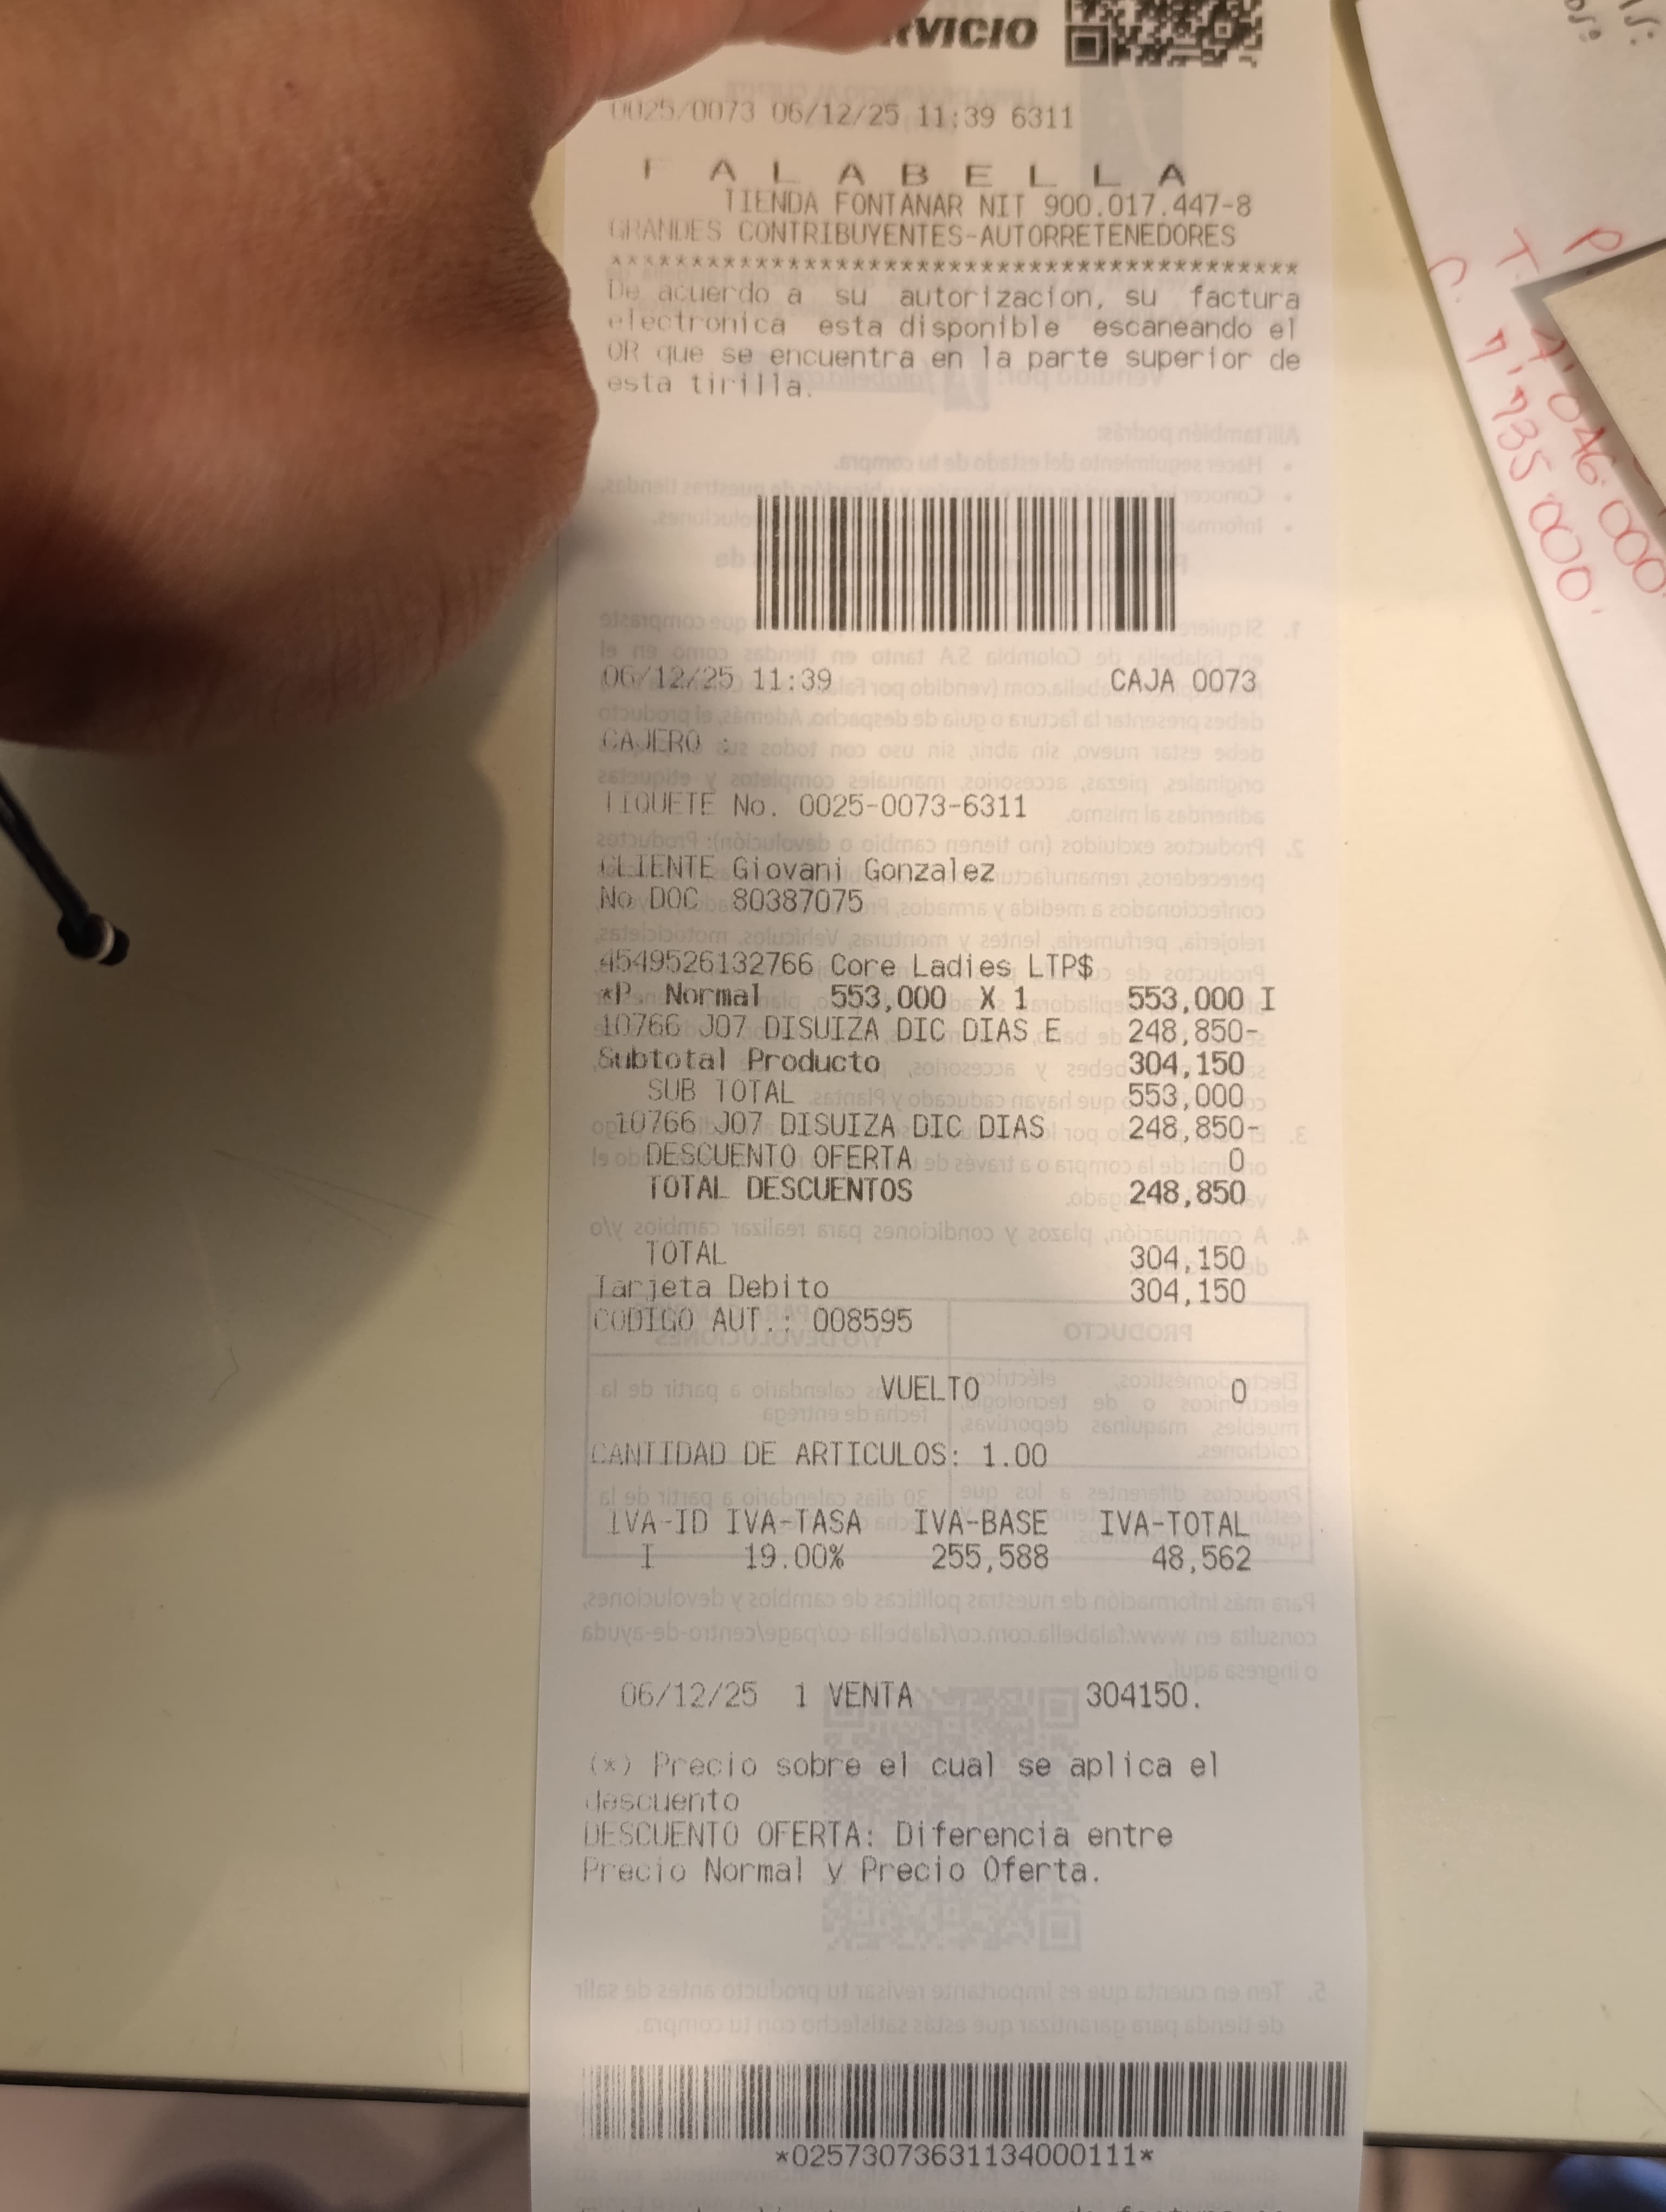 RVICIO
0025/0073 06/12/25 11:39 6311
F A L A B E L L A
TIENDA FONTANAR NIT 900.017.447-8
GRANDES CONTRIBUYENTES-AUTORRETENEDORES
******************************************
De acuerdo a su autorizacion, su factura
electronica esta disponible escaneando el
QR que se encuentra en la parte superior de
esta tirilla.
06/12/25 11:39 CAJA 0073
CAJERO :
TIQUETE No. 0025-0073-6311
CLIENTE Giovani Gonzalez
No DOC 80387075
4549526132766 Core Ladies LTP$
*P. Normal 553,000 X 1 553,000 I
10766 J07 DISUIZA DIC DIAS E 248,850-
Subtotal Producto 304,150
SUB TOTAL 553,000
10766 J07 DISUIZA DIC DIAS 248,850-
DESCUENTO OFERTA 0
TOTAL DESCUENTOS 248,850
TOTAL 304,150
Tarjeta Debito 304,150
CODIGO AUT.: 008595
VUELTO 0
CANTIDAD DE ARTICULOS: 1.00
IVA-ID IVA-TASA IVA-BASE IVA-TOTAL
I 19.00% 255,588 48,562
06/12/25 1 VENTA 304150.
(*) Precio sobre el cual se aplica el
descuento
DESCUENTO OFERTA: Diferencia entre
Precio Normal y Precio Oferta.
*02573073631134000111*
P.
T. A. 046 000
C. 7'735 000